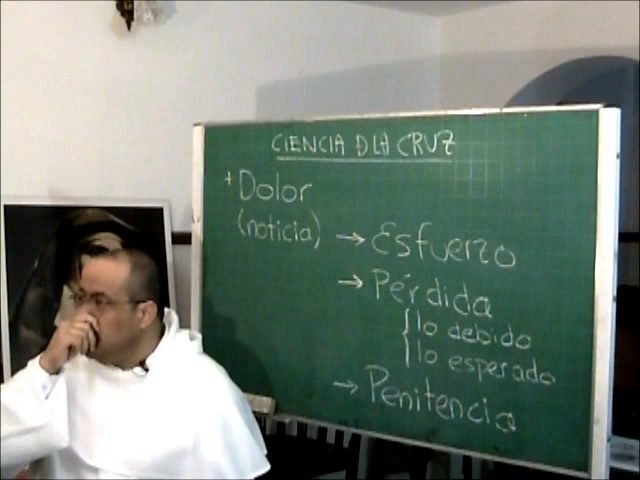 CIENCIA D LA CRUZ
+ Dolor
(noticia) → Esfuerzo
→ Pérdida
{ lo debido
lo esperado
→ Penitencia